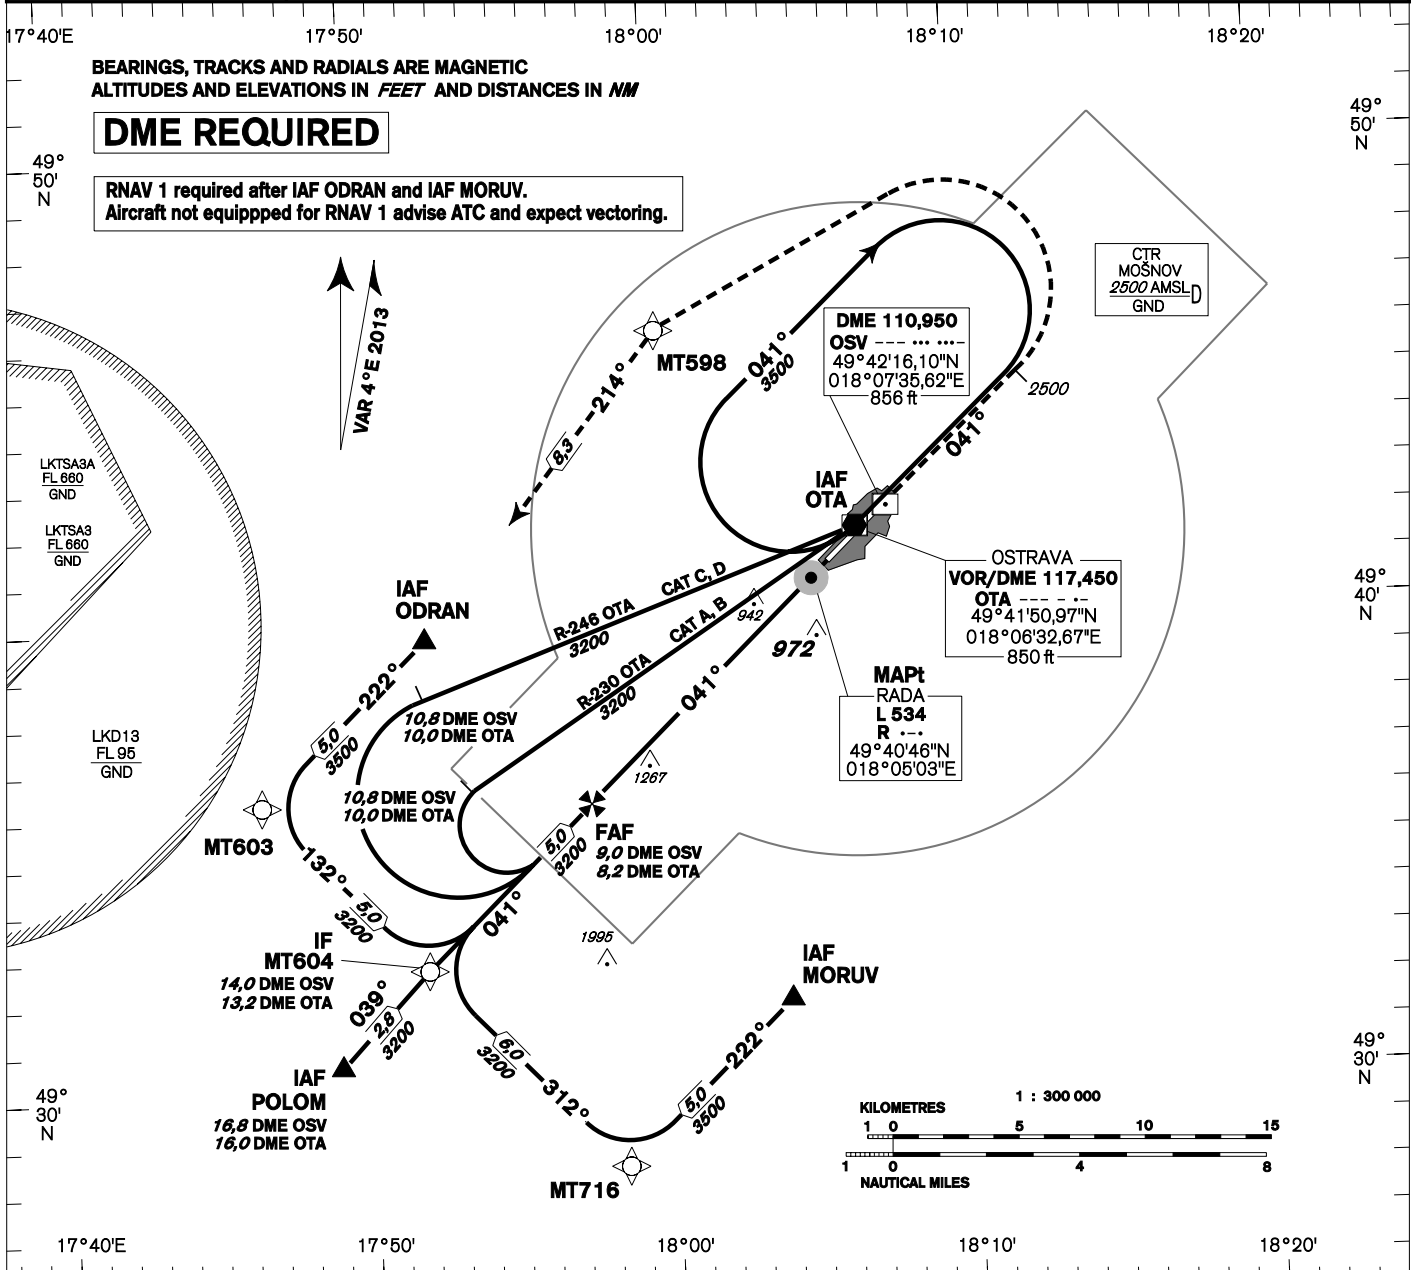 17°40'E
17°50'
18°00'
18°10'
18°20'
BEARINGS, TRACKS AND RADIALS ARE MAGNETIC
ALTITUDES AND ELEVATIONS IN FEET AND DISTANCES IN NM
DME REQUIRED
RNAV 1 required after IAF ODRAN and IAF MORUV.
Aircraft not equippped for RNAV 1 advise ATC and expect vectoring.
49°
50'
N
49°
50'
N
VAR 4°E 2013
CTR
MOŠNOV
2500 AMSL
GND
D
MT598
214°
8,3
041°
3500
DME 110,950
OSV --- ··· ···-
49°42'16,10"N
018°07'35,62"E
856 ft
2500
041°
IAF
OTA
LKTSA3A
FL 660
GND
LKTSA3
FL 660
GND
OSTRAVA
VOR/DME 117,450
OTA --- - ·-
49°41'50,97"N
018°06'32,67"E
850 ft
49°
40'
N
IAF
ODRAN
R-246 OTA
3200
CAT C, D
R-230 OTA
3200
CAT A, B
942
972
MAPt
RADA
L 534
R ·-·
49°40'46"N
018°05'03"E
041°
222°
5,0
3500
10,8 DME OSV
10,0 DME OTA
LKD13
FL 95
GND
1267
10,8 DME OSV
10,0 DME OTA
MT603
FAF
9,0 DME OSV
8,2 DME OTA
5,0
3200
132°
5,0
3200
041°
IF
MT604
14,0 DME OSV
13,2 DME OTA
1995
IAF
MORUV
039°
2,8
3200
IAF
POLOM
16,8 DME OSV
16,0 DME OTA
6,0
3200
312°
222°
5,0
3500
MT716
49°
30'
N
49°
30'
N
1 : 300 000
KILOMETRES
1 0 5 10 15
1 0 4 8
NAUTICAL MILES
17°40'E
17°50'
18°00'
18°10'
18°20'